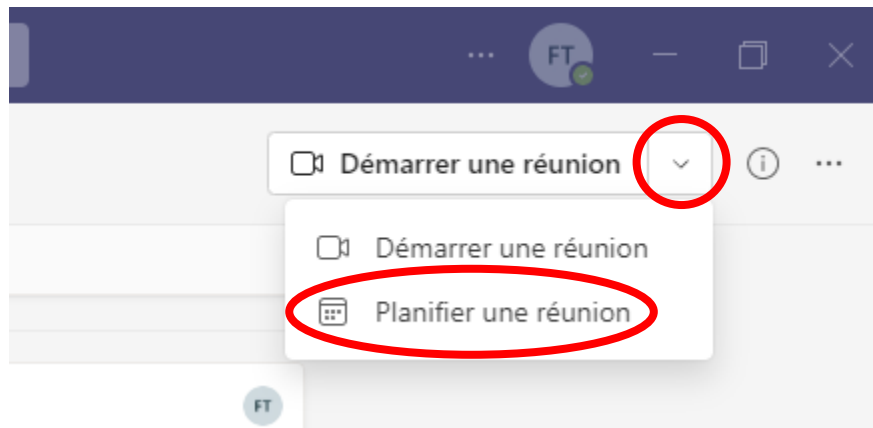 FT
Démarrer une réunion
Démarrer une réunion
Planifier une réunion
FT